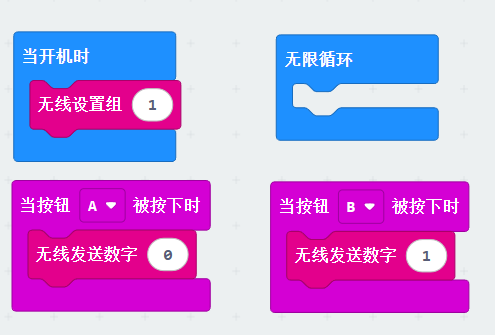 当开机时
无线设置组 1
无限循环
当按钮 A 被按下时
无线发送数字 0
当按钮 B 被按下时
无线发送数字 1